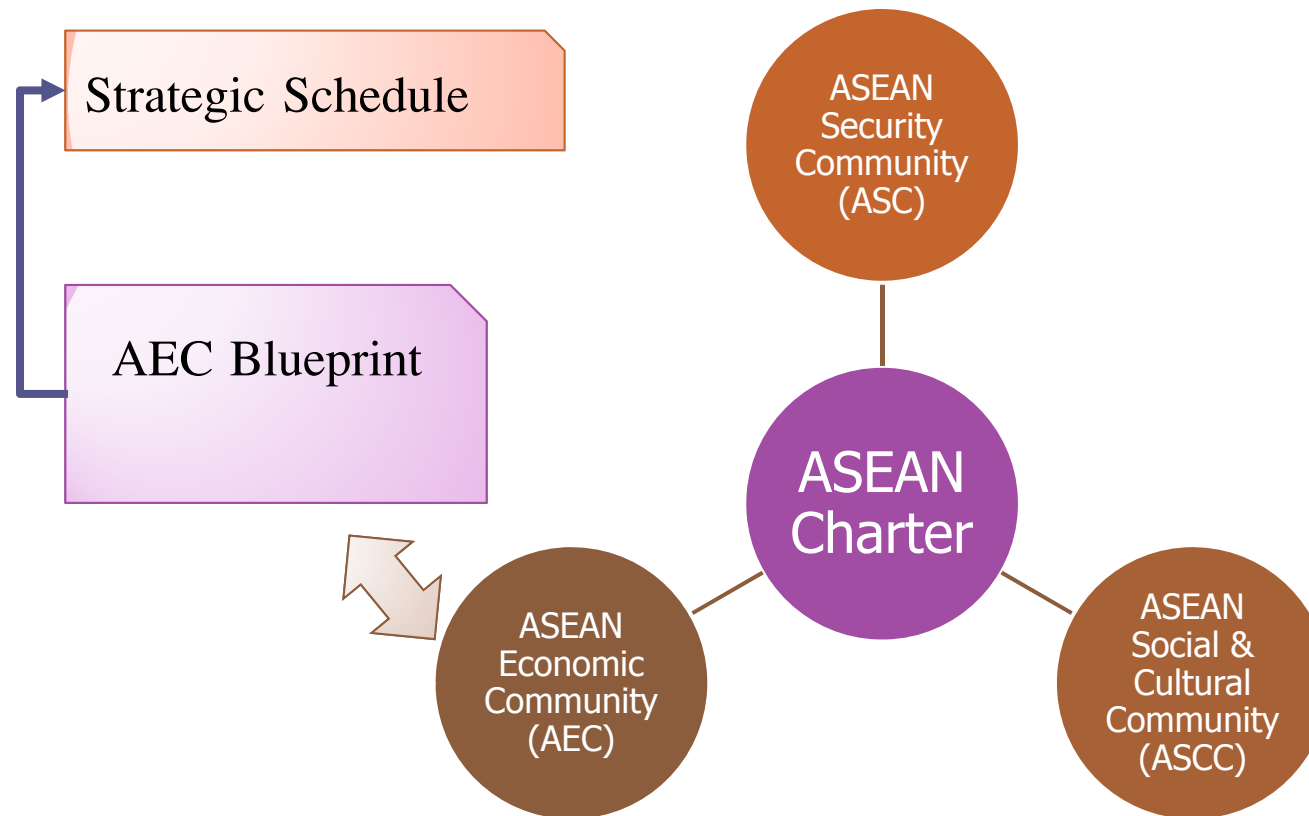 Strategic Schedule
AEC Blueprint
ASEAN
Security
Community
(ASC)
ASEAN
Charter
ASEAN
Economic
Community
(AEC)
ASEAN
Social &
Cultural
Community
(ASCC)